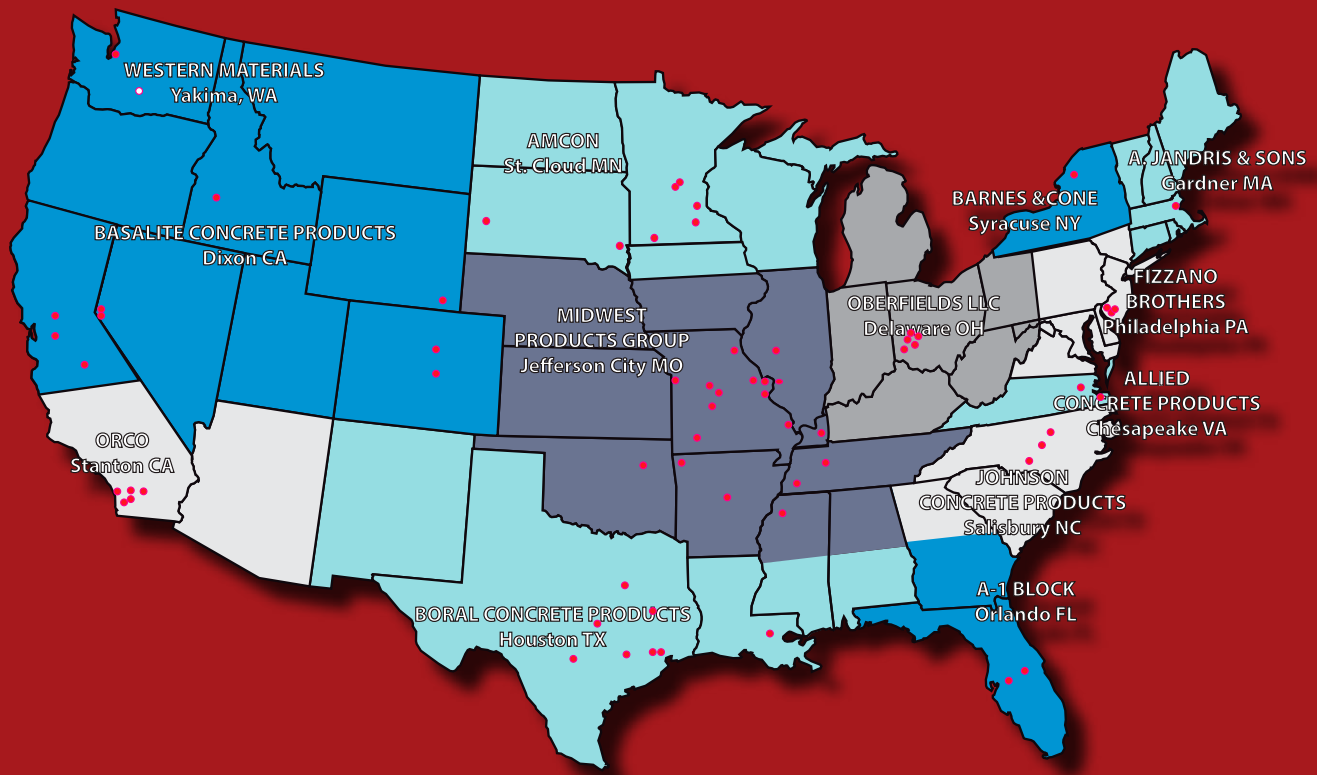 WESTERN MATERIALS
Yakima, WA
AMCON
St. Cloud MN
A. JANDRIS & SONS
Gardner MA
BARNES &CONE
Syracuse NY
BASALITE CONCRETE PRODUCTS
Dixon CA
FIZZANO
BROTHERS
Philadelphia PA
OBERFIELDS LLC
Delaware OH
MIDWEST
PRODUCTS GROUP
Jefferson City MO
ALLIED
CONCRETE PRODUCTS
Chesapeake VA
ORCO
Stanton CA
JOHNSON
CONCRETE PRODUCTS
Salisbury NC
A-1 BLOCK
Orlando FL
BORAL CONCRETE PRODUCTS
Houston TX